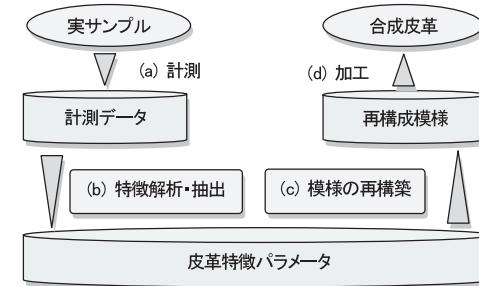 実サンプル
合成皮革
(a) 計測
(d) 加工
計測データ
再構成模様
(b) 特徴解析・抽出
(c) 模様の再構築
皮革特徴パラメータ